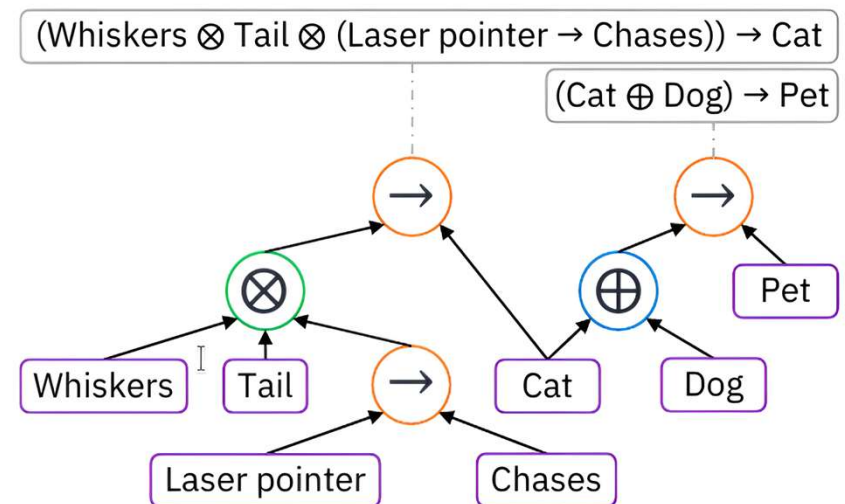 (Whiskers ⊗ Tail ⊗ (Laser pointer → Chases)) → Cat
(Cat ⊕ Dog) → Pet
→
→
⊗
⊕
Pet
Whiskers
Tail
→
Cat
Dog
Laser pointer
Chases